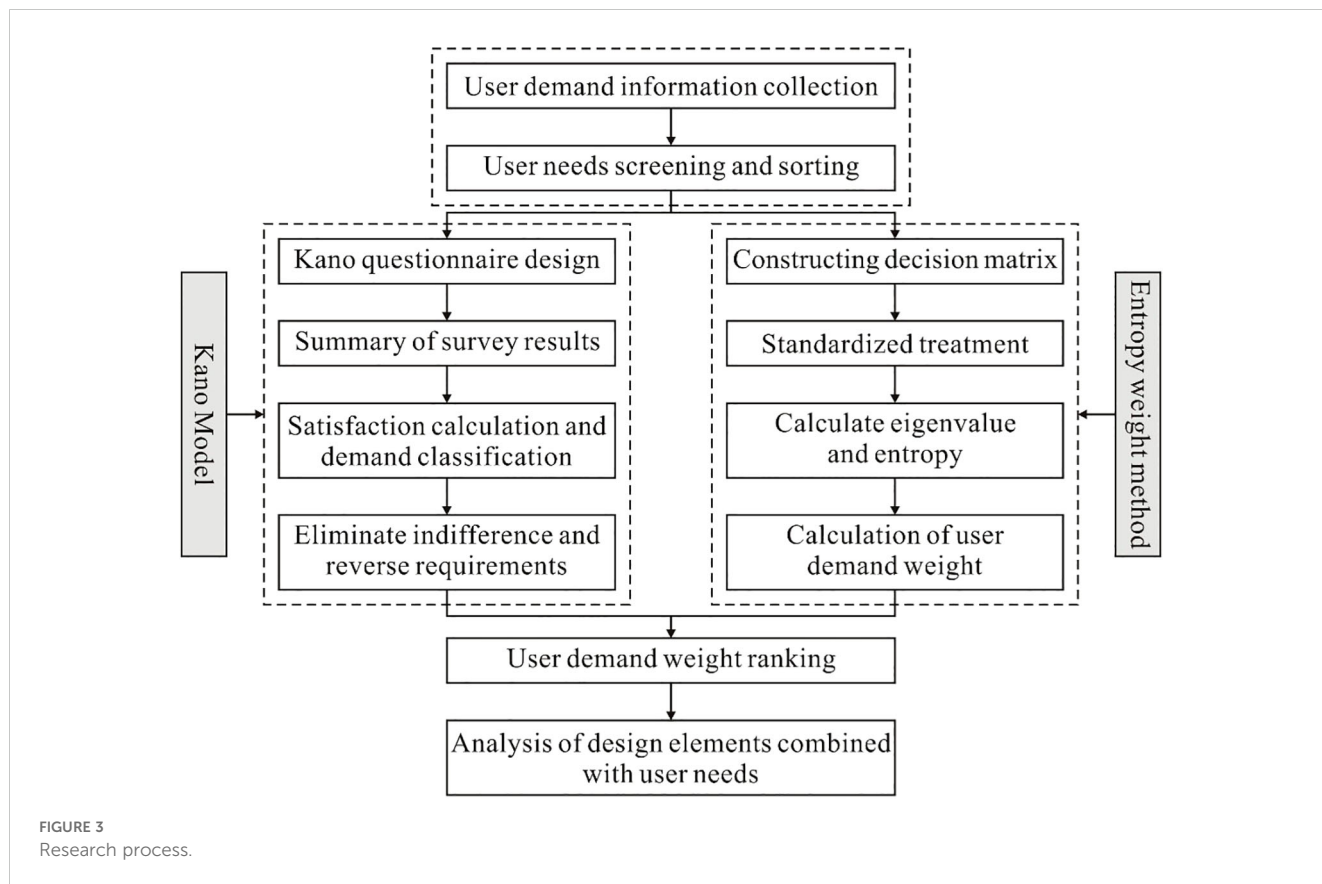 User demand information collection
User needs screening and sorting
Kano Model
Kano questionnaire design
Summary of survey results
Satisfaction calculation and
demand classification
Eliminate indifference and
reverse requirements
Constructing decision matrix
Standardized treatment
Calculate eigenvalue
and entropy
Calculation of user
demand weight
Entropy weight method
User demand weight ranking
Analysis of design elements combined
with user needs
FIGURE 3
Research process.